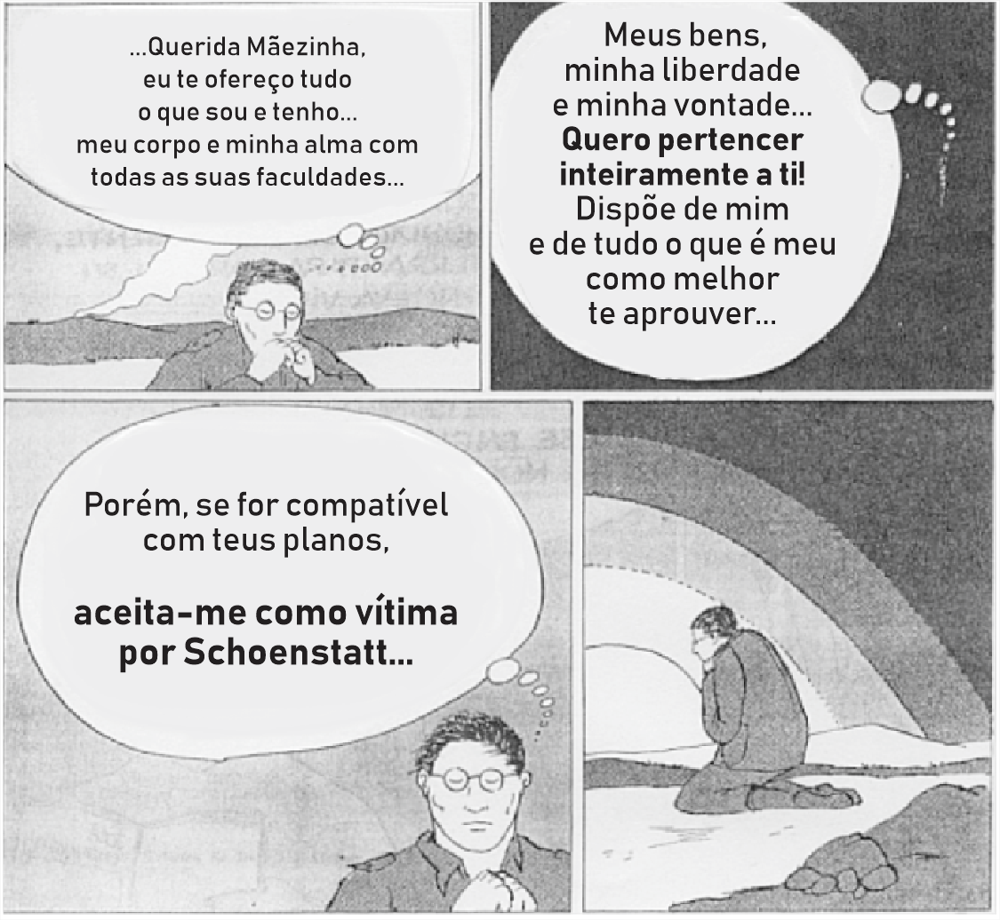 ...Querida Mãezinha,
eu te ofereço tudo
o que sou e tenho...
meu corpo e minha alma com
todas as suas faculdades...
Meus bens,
minha liberdade
e minha vontade...
Quero pertencer
inteiramente a ti!
Dispõe de mim
e de tudo o que é meu
como melhor
te aprouver...
Porém, se for compatível
com teus planos,
aceita-me como vítima
por Schoenstatt...